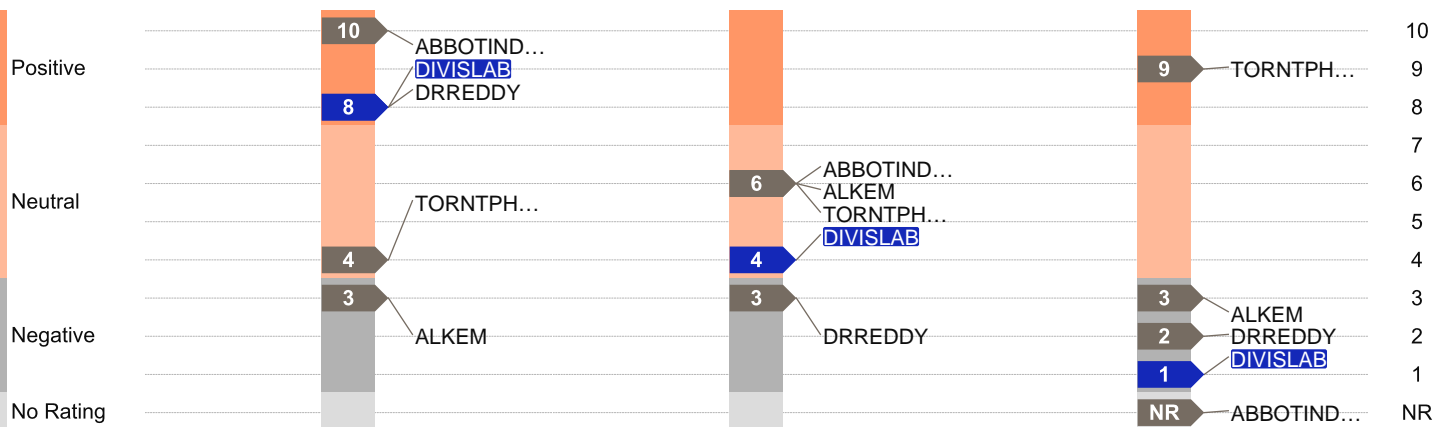 Positive
Neutral
Negative
No Rating
10
ABBOTIND…
DIVISLAB
8
DRREDDY
TORNTPH…
4
3
ALKEM
6
ABBOTIND…
ALKEM
TORNTPH…
DIVISLAB
4
3
DRREDDY
9
TORNTPH…
3
ALKEM
2
DRREDDY
DIVISLAB
1
NR
ABBOTIND…
10
9
8
7
6
5
4
3
2
1
NR